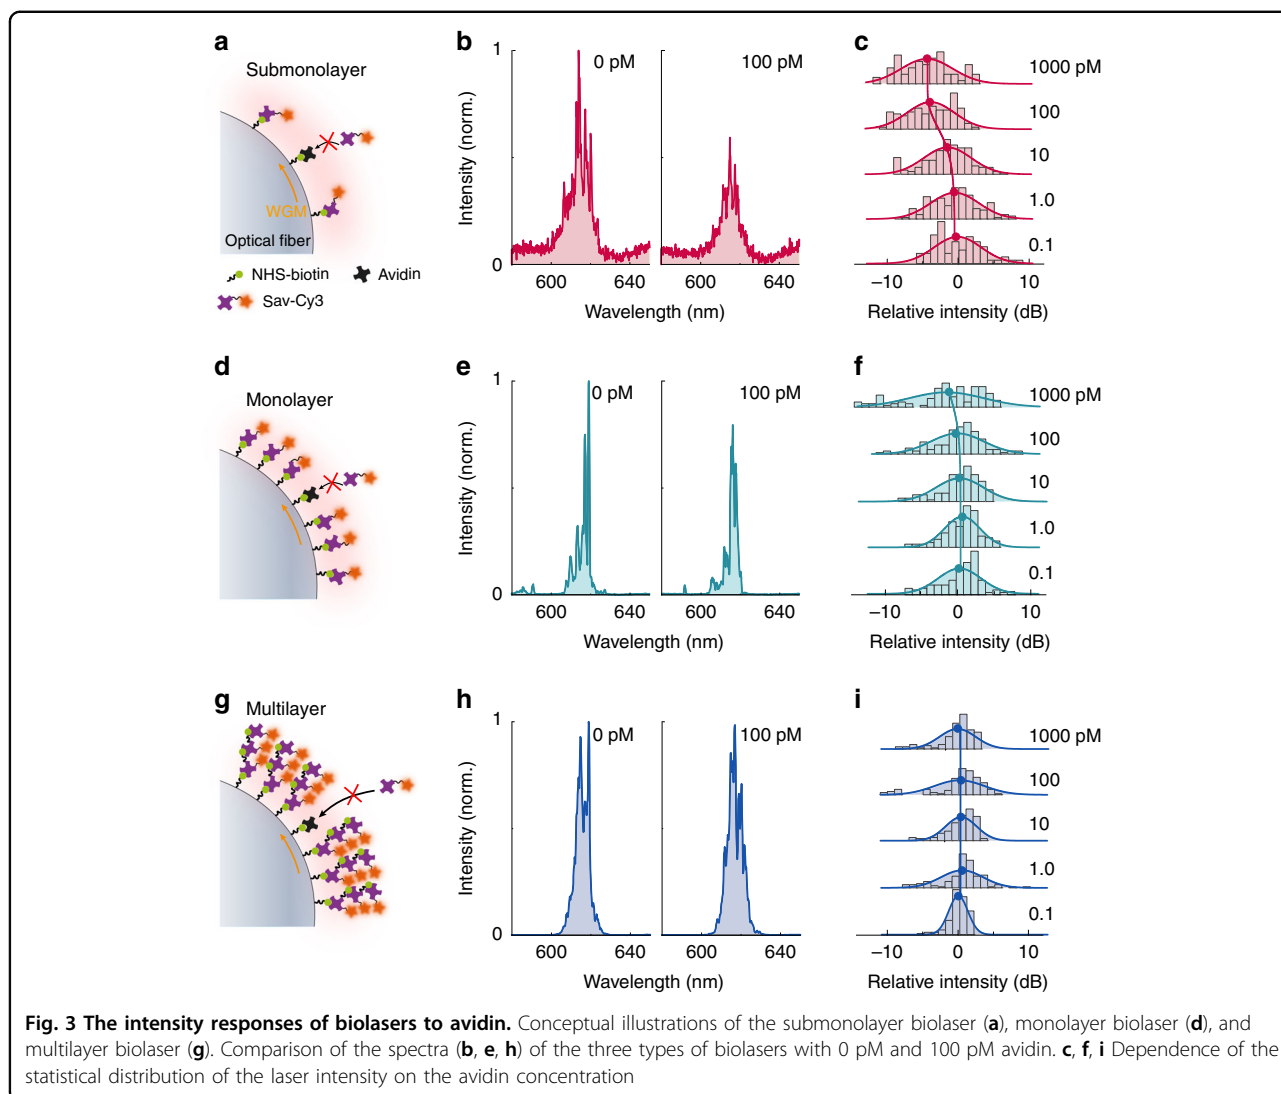 a
Submonolayer
WGM
Optical fiber
NHS-biotin
Avidin
Sav-Cy3
b
1
0 pM
100 pM
Intensity (norm.)
0
600
640
600
640
Wavelength (nm)
c
1000 pM
100
10
1.0
0.1
−10
0
10
Relative intensity (dB)
d
Monolayer
e
1
0 pM
100 pM
Intensity (norm.)
0
600
640
600
640
Wavelength (nm)
f
1000 pM
100
10
1.0
0.1
−10
0
10
Relative intensity (dB)
g
Multilayer
h
1
0 pM
100 pM
Intensity (norm.)
0
600
640
600
640
Wavelength (nm)
i
1000 pM
100
10
1.0
0.1
−10
0
10
Relative intensity (dB)
Fig. 3 The intensity responses of biolasers to avidin. Conceptual illustrations of the submonolayer biolaser (a), monolayer biolaser (d), and
multilayer biolaser (g). Comparison of the spectra (b, e, h) of the three types of biolasers with 0 pM and 100 pM avidin. c, f, i Dependence of the
statistical distribution of the laser intensity on the avidin concentration